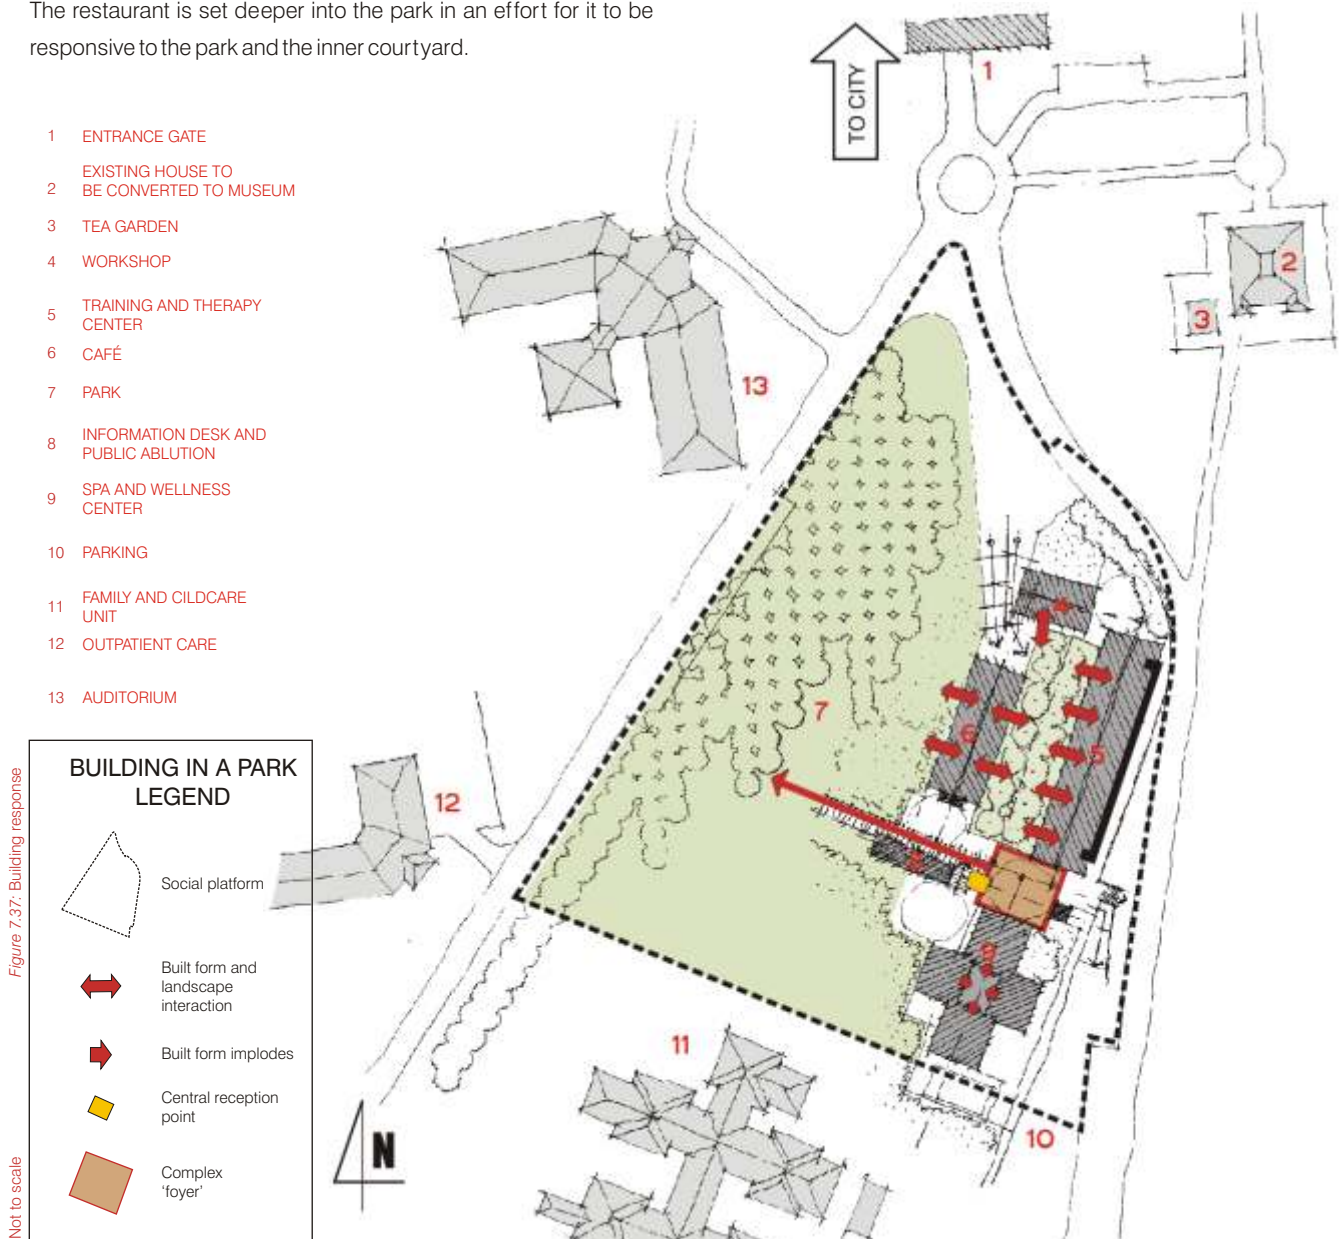 The restaurant is set deeper into the park in an effort for it to be
responsive to the park and the inner courtyard.
1 ENTRANCE GATE
EXISTING HOUSE TO
2 BE CONVERTED TO MUSEUM
3 TEA GARDEN
4 WORKSHOP
TRAINING AND THERAPY
5 CENTER
6 CAFÉ
7 PARK
INFORMATION DESK AND
8 PUBLIC ABLUTION
SPA AND WELLNESS
9 CENTER
10 PARKING
FAMILY AND CILDCARE
11 UNIT
12 OUTPATIENT CARE
13 AUDITORIUM
BUILDING IN A PARK
LEGEND
Social platform
Built form and
landscape
interaction
Built form implodes
Central reception
point
Complex
'foyer'
Figure 7.37: Building response
Not to scale
TO CITY
1
2
3
13
7
6
5
12
9
11
10
N